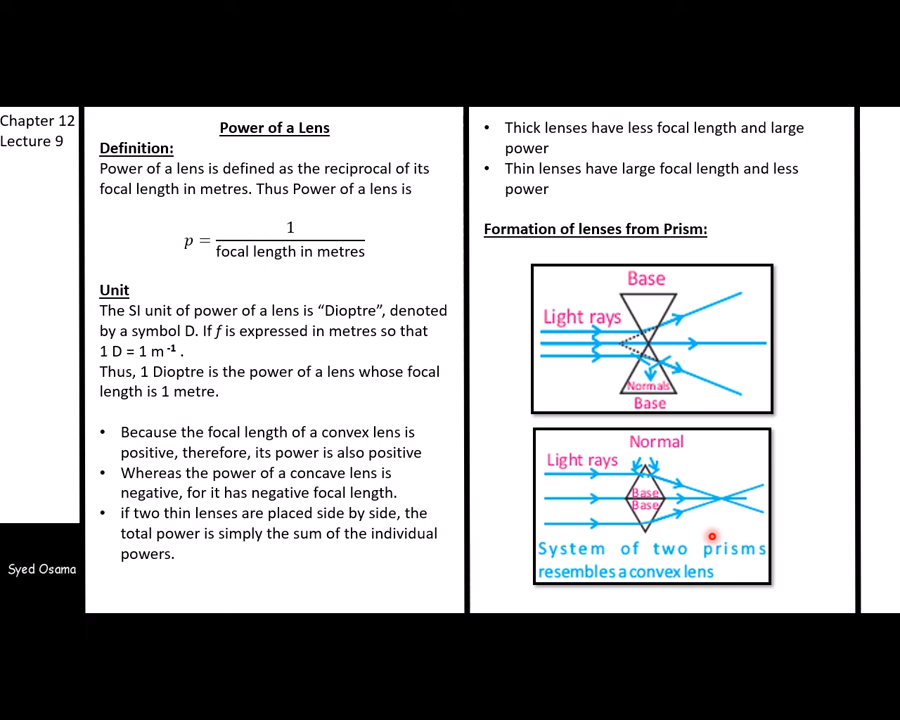 Chapter 12
Lecture 9
Syed Osama
Power of a Lens
Definition:
Power of a lens is defined as the reciprocal of its
focal length in metres. Thus Power of a lens is
p = 1 / focal length in metres
Unit
The SI unit of power of a lens is “Dioptre”, denoted
by a symbol D. If f is expressed in metres so that
1 D = 1 m⁻¹ .
Thus, 1 Dioptre is the power of a lens whose focal
length is 1 metre.
• Because the focal length of a convex lens is
positive, therefore, its power is also positive
• Whereas the power of a concave lens is
negative, for it has negative focal length.
• if two thin lenses are placed side by side, the
total power is simply the sum of the individual
powers.
• Thick lenses have less focal length and large
power
• Thin lenses have large focal length and less
power
Formation of lenses from Prism:
Base
Light rays
Normals
Base
Normal
Light rays
Base
Base
System of two prisms
resembles a convex lens